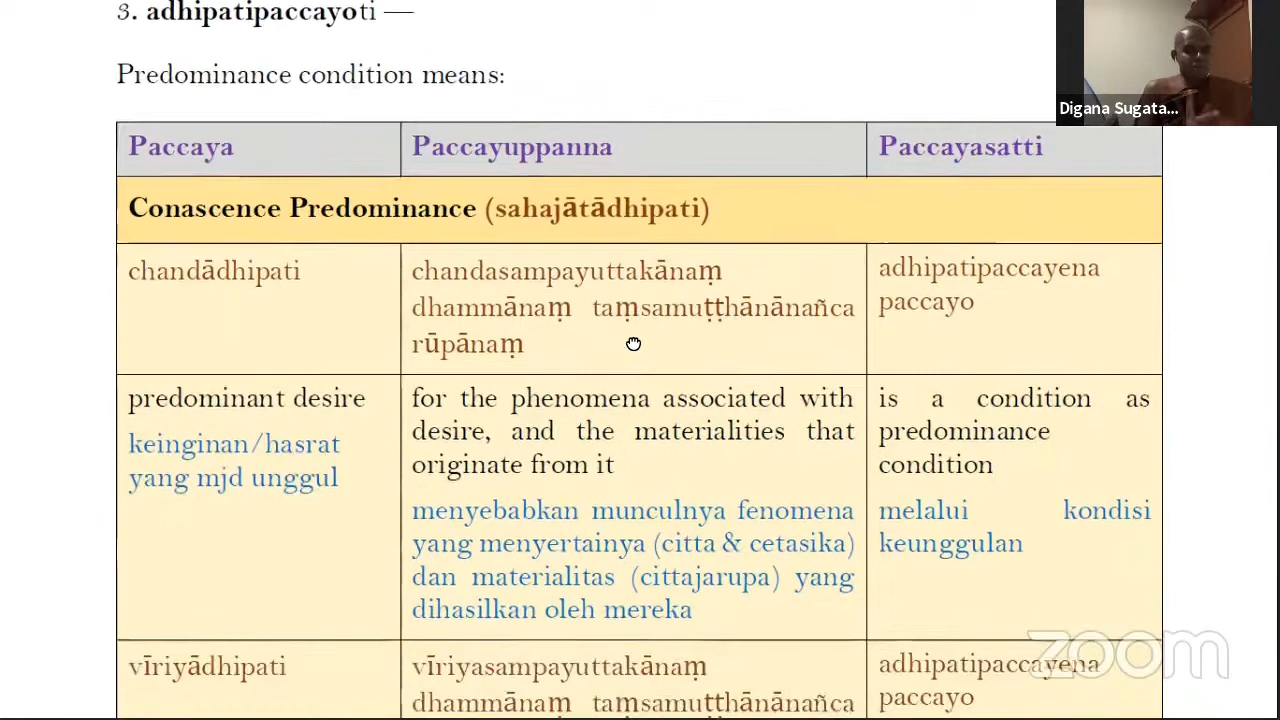 3. adhipatipaccayoti —
Predominance condition means:
Digana Sugata...
Paccaya
Paccayuppanna
Paccayasatti
Conascence Predominance (sahajātādhipati)
chandādhipati
chandasampayuttakānaṃ
dhammānaṃ taṃsamuṭṭhānānañca
rūpānaṃ
adhipatipaccayena
paccayo
predominant desire
keinginan/hasrat
yang mjd unggul
for the phenomena associated with
desire, and the materialities that
originate from it
menyebabkan munculnya fenomena
yang menyertainya (citta & cetasika)
dan materialitas (cittajarupa) yang
dihasilkan oleh mereka
is a condition as
predominance
condition
melalui kondisi
keunggulan
vīriyādhipati
vīriyasampayuttakānaṃ
dhammānaṃ taṃsamuṭṭhānānañca
adhipatipaccayena
paccayo
zoom